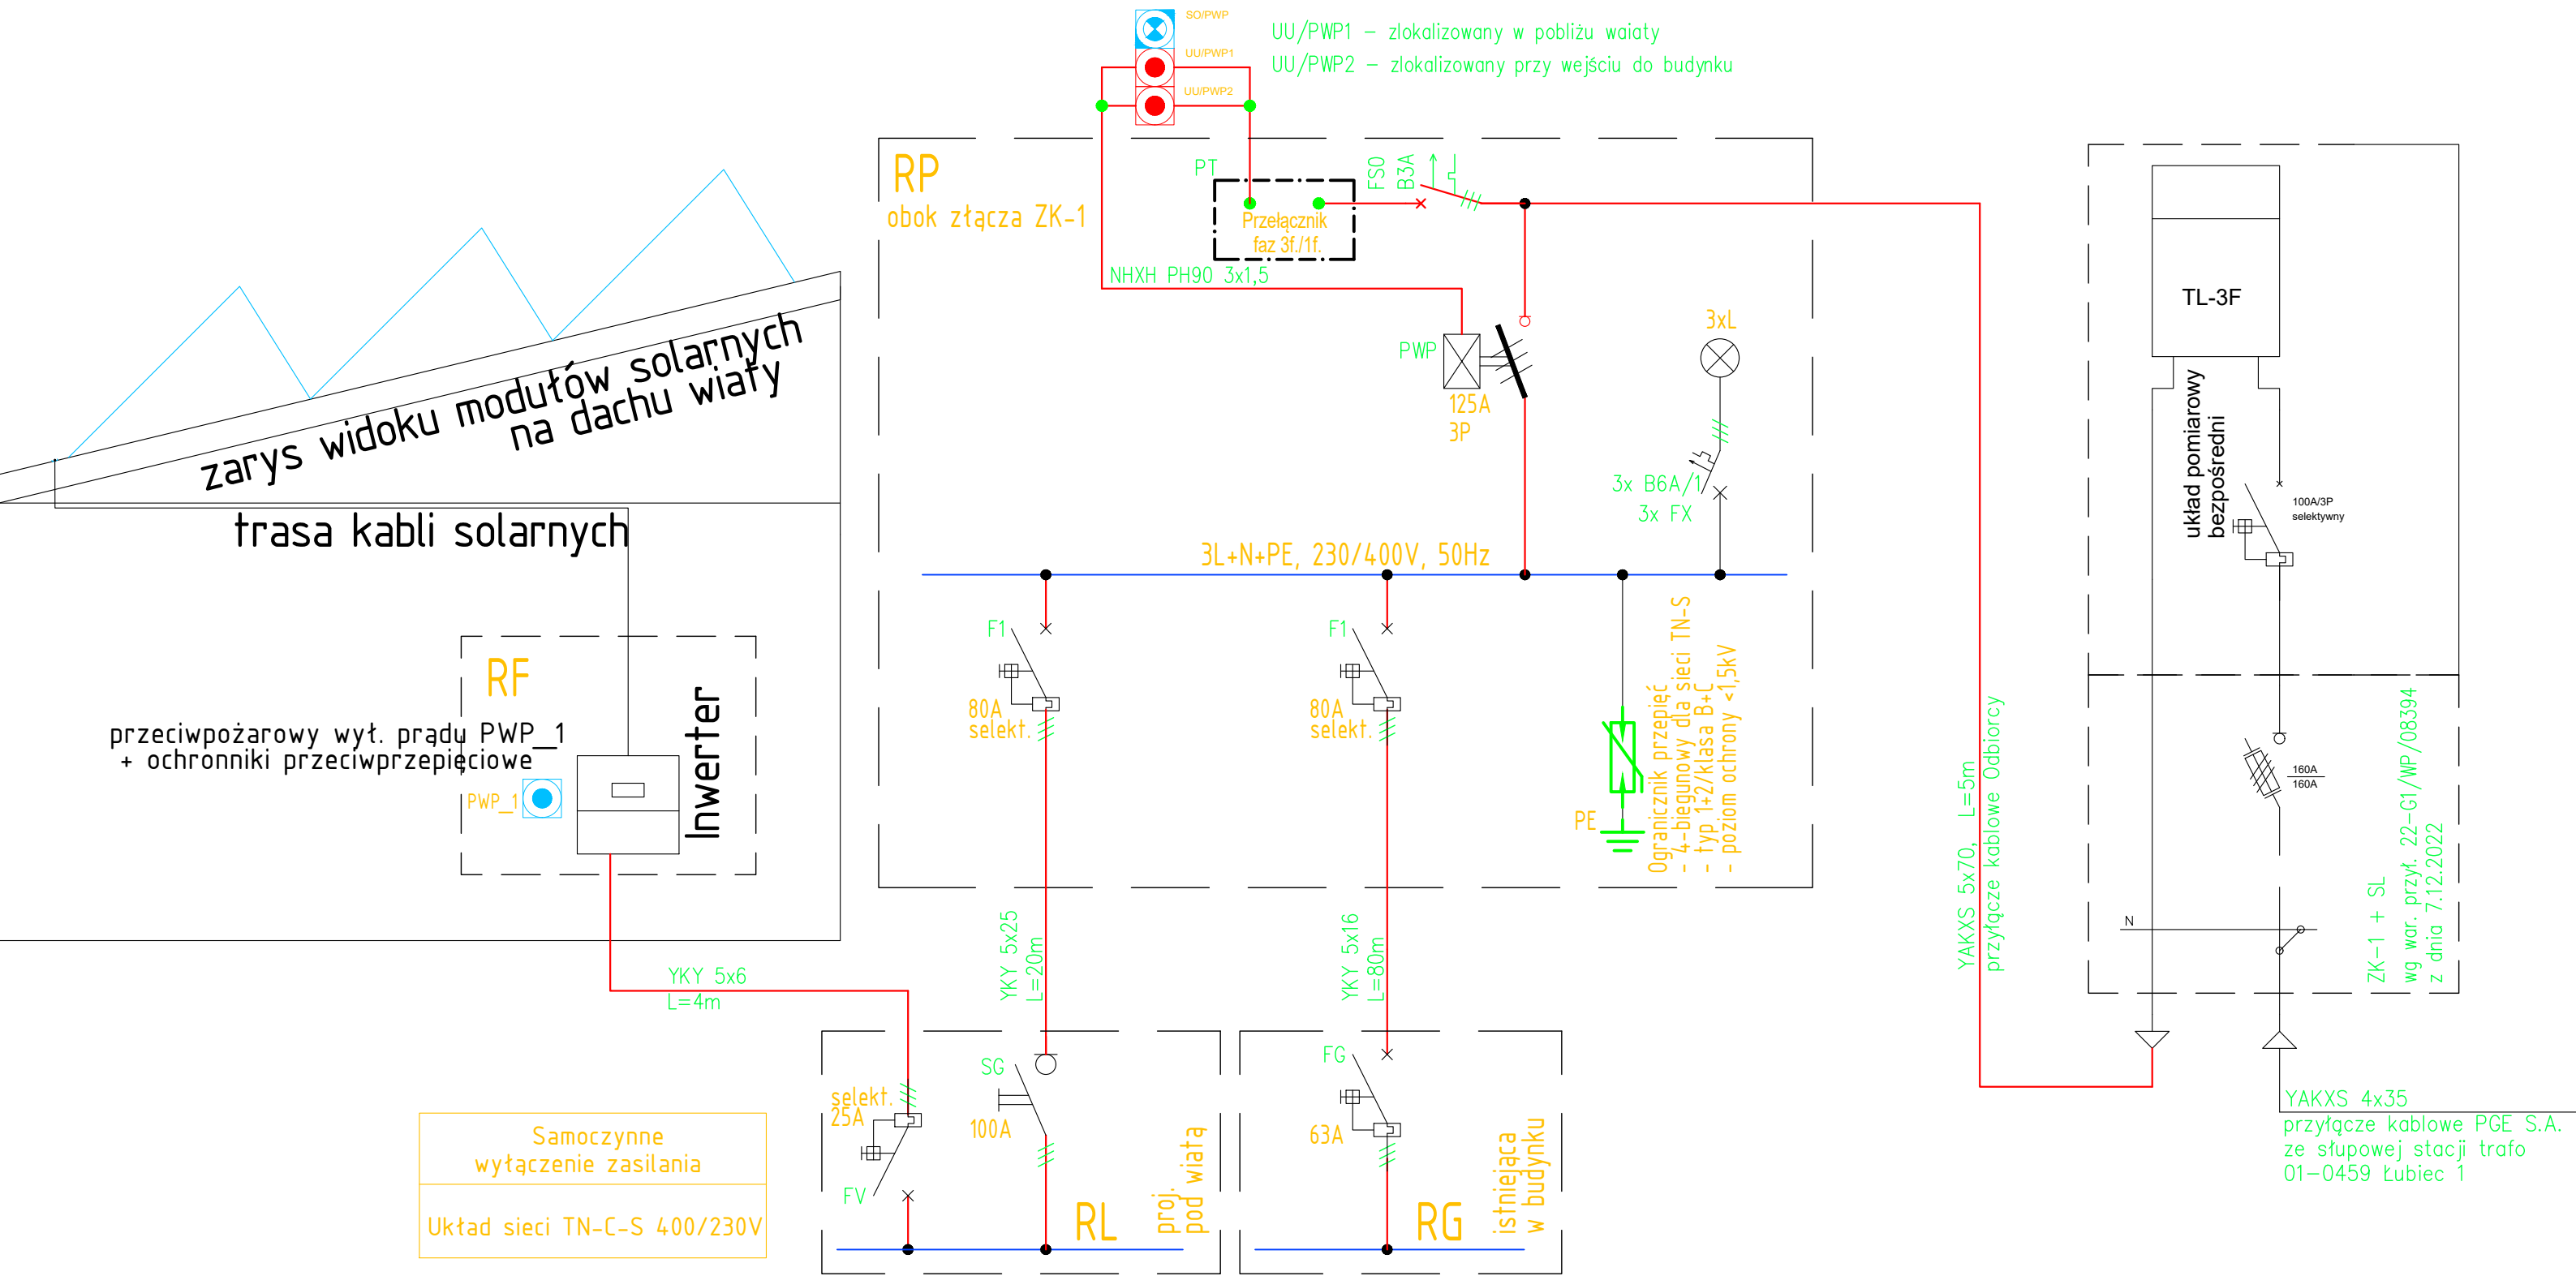 SO/PWP
UU/PWP1
UU/PWP2
UU/PWP1 – zlokalizowany w pobliżu waiaty
UU/PWP2 – zlokalizowany przy wejściu do budynku
RP
obok złącza ZK-1
PT
Przełącznik
faz 3f./1f.
FS0
B3A
NHXH PH90 3x1,5
PWP
125A
3P
3xL
3x B6A/1
3x FX
3L+N+PE, 230/400V, 50Hz
F1
80A
selekt.
F1
80A
selekt.
PE
Ogranicznik przepięć
- 4-biegunowy dla sieci TN-S
- typ 1+2/klasa B+C
- poziom ochrony <1,5kV
zarys widoku modułów solarnych
na dachu wiaty
trasa kabli solarnych
RF
przeciwpożarowy wył. prądu PWP_1
+ ochronniki przeciwprzepięciowe
PWP_1
Inwerter
YKY 5x6
L=4m
YKY 5x25
L=20m
YKY 5x16
L=80m
YAKXS 5x70, L=5m
przyłącze kablowe Odbiorcy
TL-3F
układ pomiarowy
bezpośredni
100A/3P
selektywny
160A
160A
N
ZK-1 + SL
wg war. przył. 22-G1/WP/08394
z dnia 7.12.2022
YAKXS 4x35
przyłącze kablowe PGE S.A.
ze słupowej stacji trafo
01-0459 Łubiec 1
selekt.
25A
FV
SG
100A
RL
proj.
pod wiatą
FG
63A
RG
istniejąca
w budynku
Samoczynne
wyłączenie zasilania
Układ sieci TN-C-S 400/230V